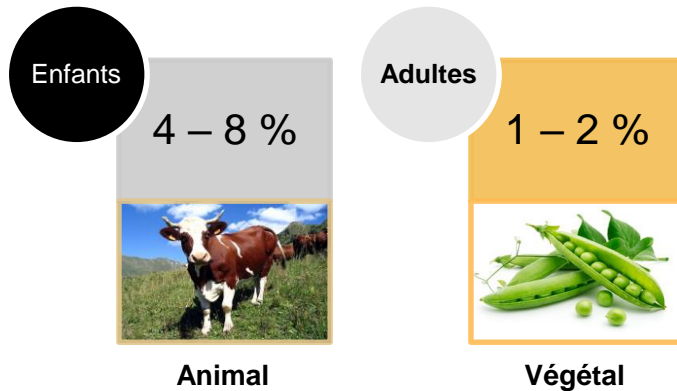 Enfants
4 – 8 %
Animal
Adultes
1 – 2 %
Végétal